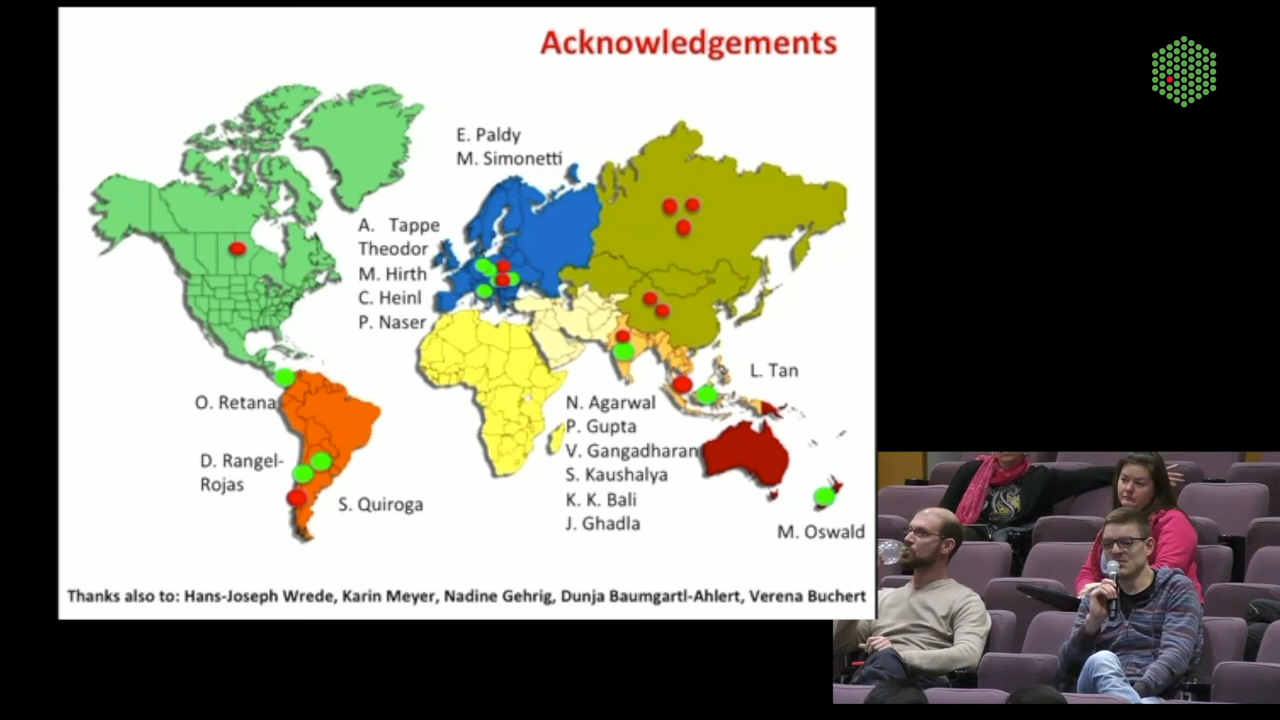 Acknowledgements
E. Paldy
M. Simonetti
A. Tappe
Theodor
M. Hirth
C. Heinl
P. Naser
L. Tan
O. Retana
N. Agarwal
P. Gupta
V. Gangadharan
S. Kaushalya
K. K. Bali
J. Ghadla
D. Rangel-
Rojas
S. Quiroga
M. Oswald
Thanks also to: Hans-Joseph Wrede, Karin Meyer, Nadine Gehrig, Dunja Baumgartl-Ahlert, Verena Buchert